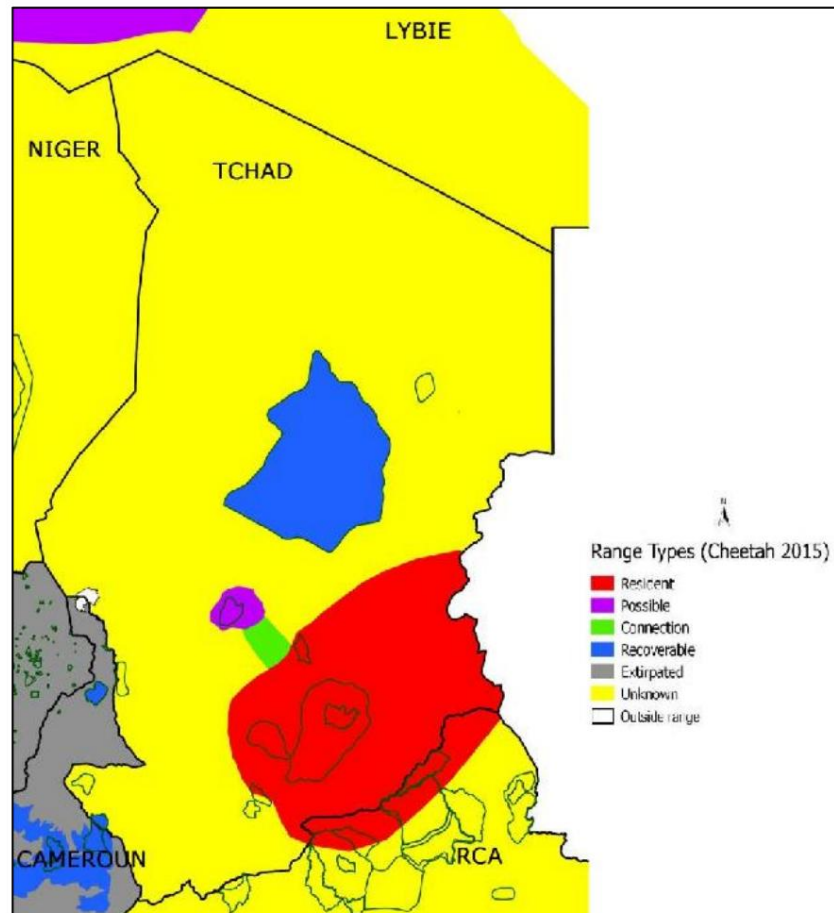 LYBIE
NIGER
TCHAD
N
Range Types (Cheetah 2015)
Resident
Possible
Connection
Recoverable
Extirpated
Unknown
Outside range
CAMEROUN
RCA